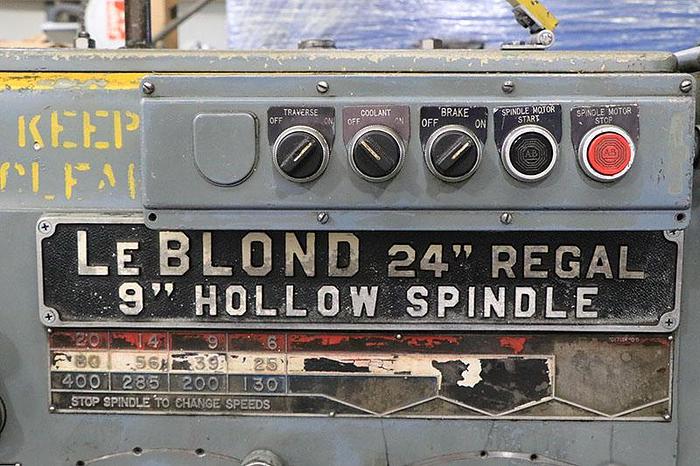 TRAVERSE
OFF ON
COOLANT
OFF ON
BRAKE
OFF ON
SPINDLE MOTOR
START
AB
SPINDLE MOTOR
STOP
AB
KEEP
CLEAR
LeBLOND 24” REGAL
9” HOLLOW SPINDLE
20 14 9 6
80 56 39 25
400 285 200 130
STOP SPINDLE TO CHANGE SPEEDS